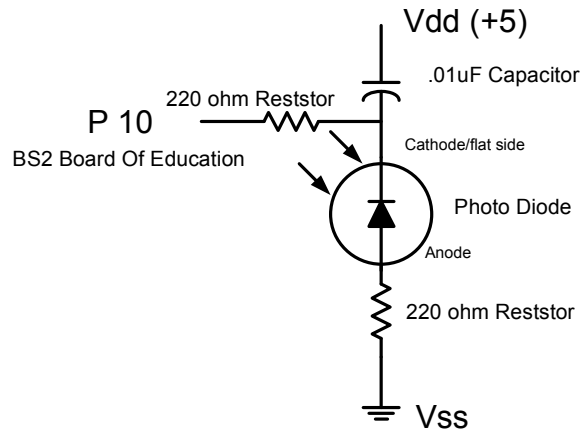 Vdd (+5)
.01uF Capacitor
220 ohm Reststor
P 10
BS2 Board Of Education
Cathode/flat side
Photo Diode
Anode
220 ohm Reststor
Vss